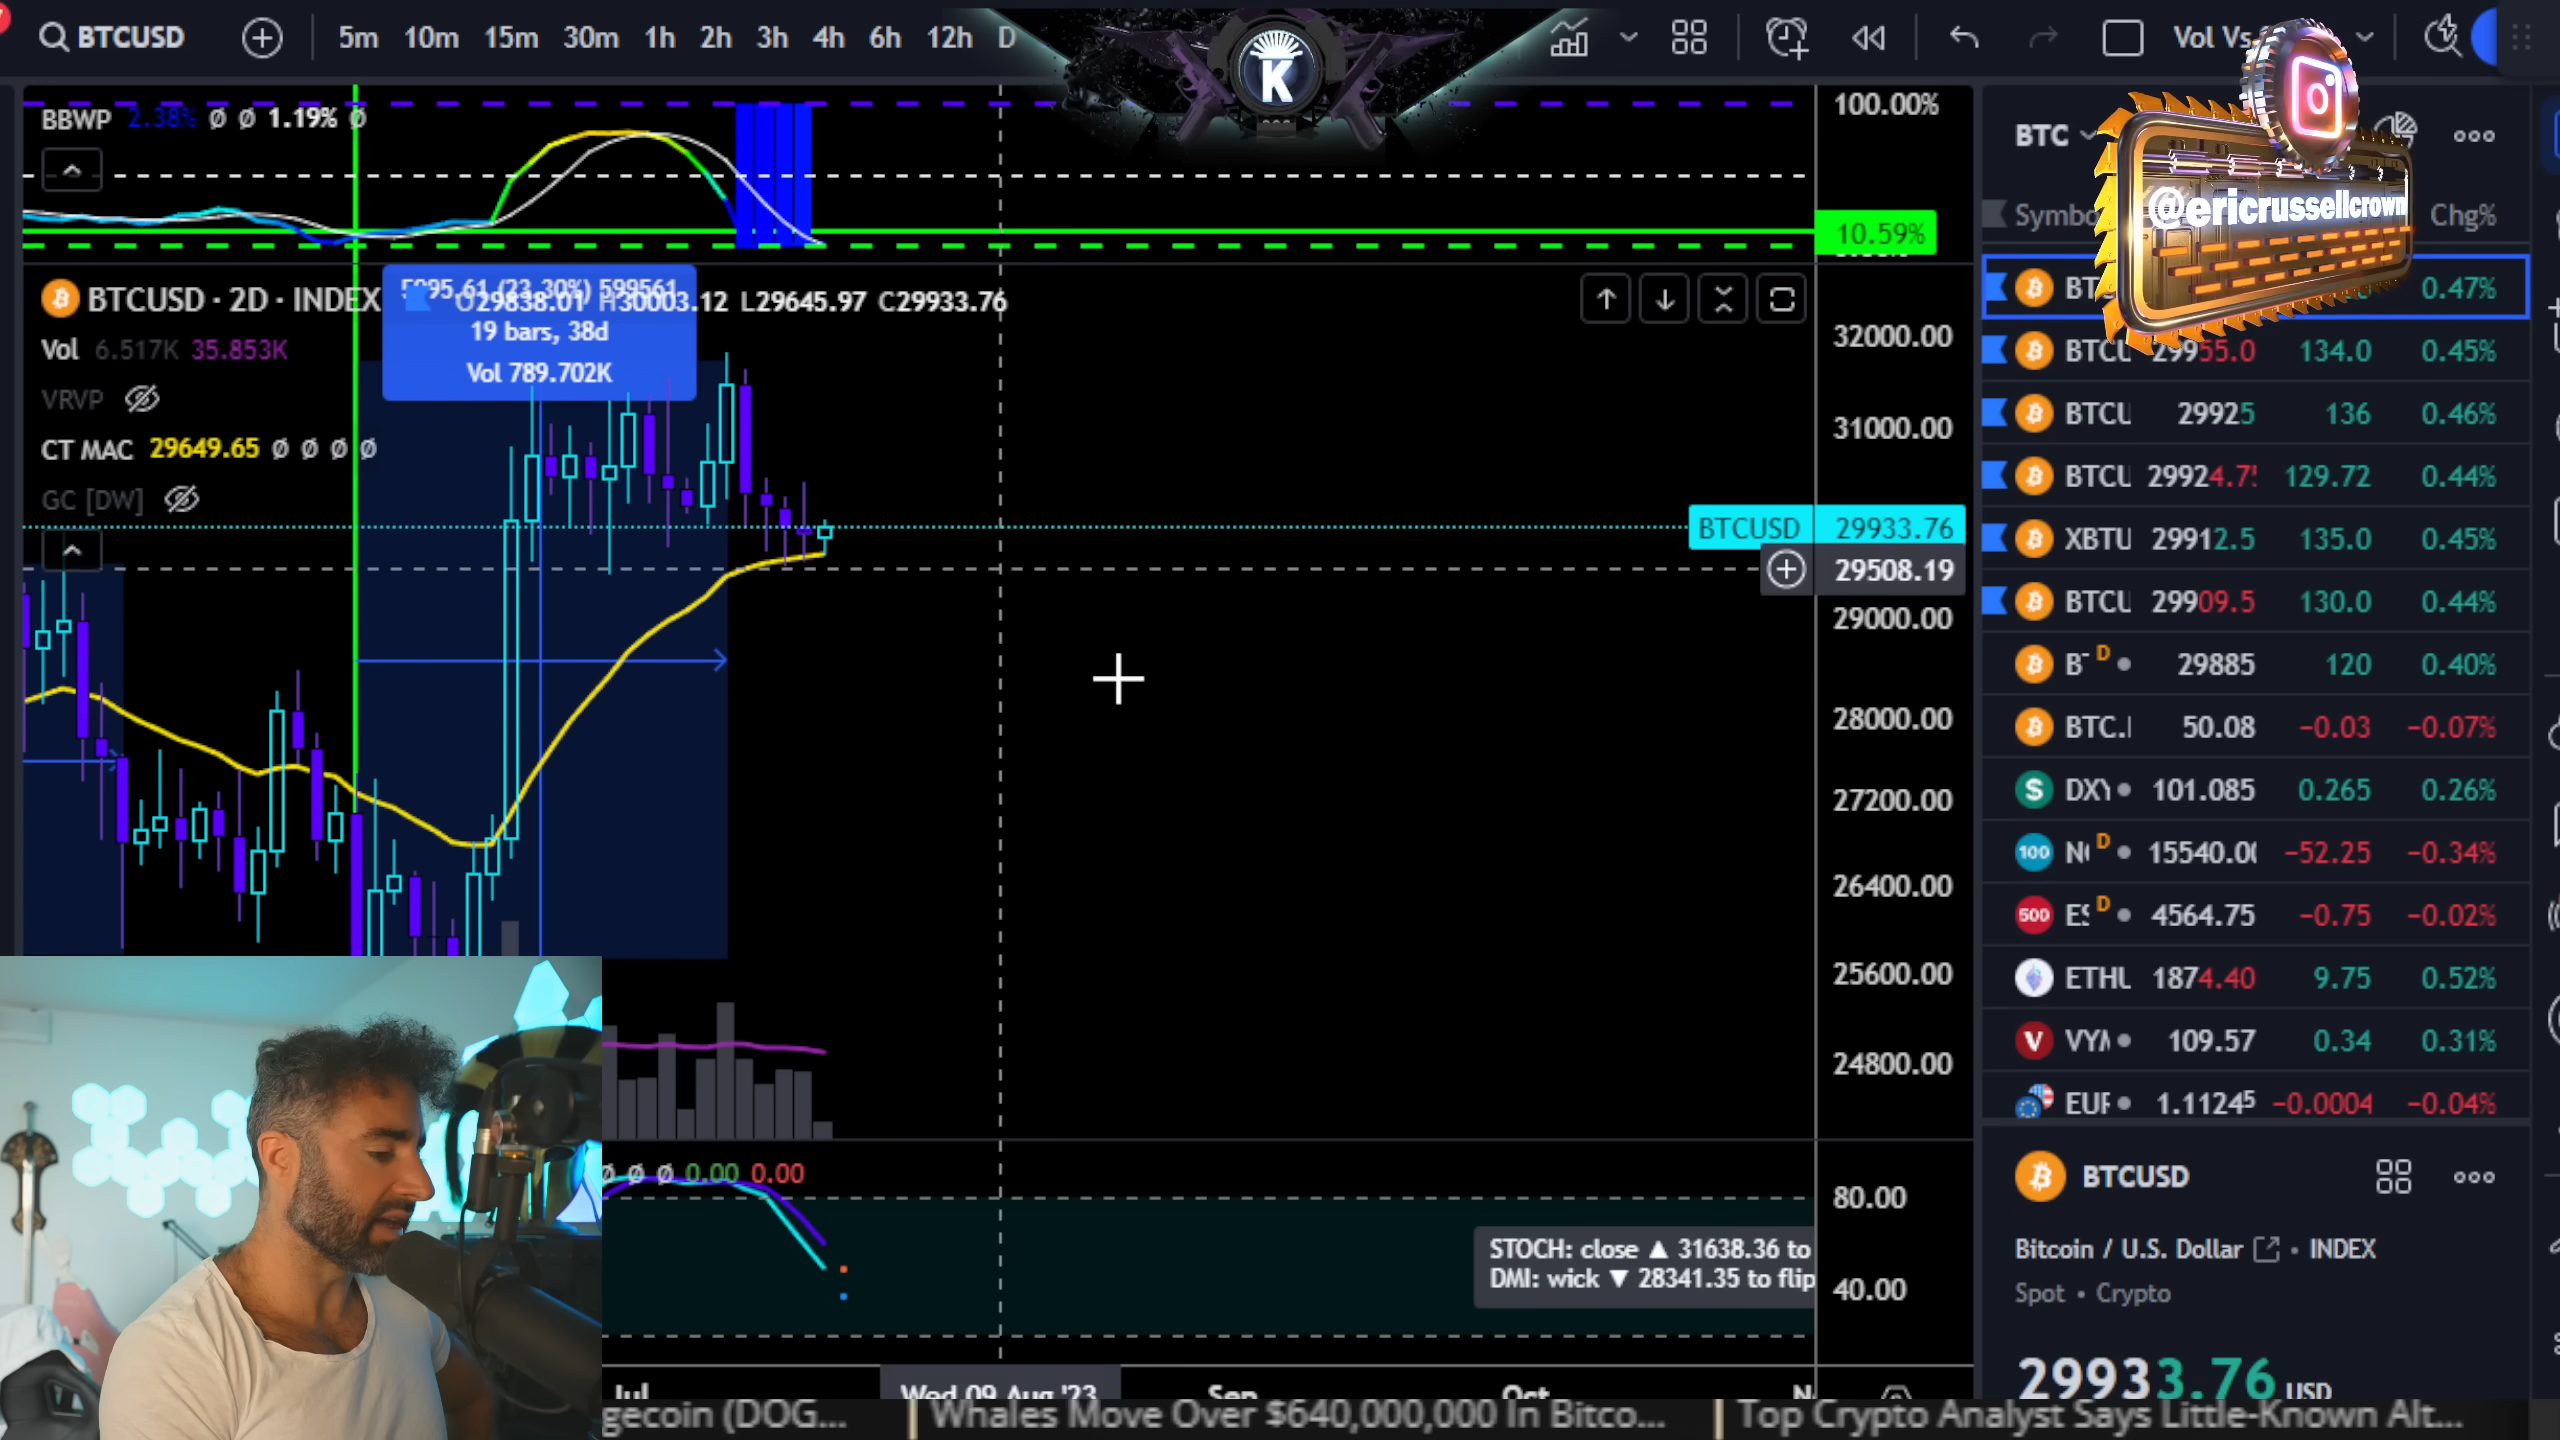 BTCUSD
5m 10m 15m 30m 1h 2h 3h 4h 6h 12h D
K
Vol Vs.
BBWP 2.38% Ø Ø 1.19% Ø
100.00%
10.59%
BTCUSD · 2D · INDEX
O29838.01 H30003.12 L29645.97 C29933.76
5995.61 (23.30%) 599561
19 bars, 38d
Vol 789.702K
Vol 6.517K 35.853K
VRVP
CT MAC 29649.65 Ø Ø Ø Ø
GC [DW]
32000.00
31000.00
BTCUSD 29933.76
29508.19
29000.00
28000.00
27200.00
26400.00
25600.00
24800.00
Ø Ø Ø 0.00 0.00
80.00
40.00
STOCH: close ▲ 31638.36 to
DMI: wick ▼ 28341.35 to flip
Jul Wed 09 Aug '23 Sep Oct N
BTC
Symbo Chg%
@ericrussellcrown
BT 0.47%
BTCU 29955.0 134.0 0.45%
BTCU 29925 136 0.46%
BTCU 29924.7 129.72 0.44%
XBTU 29912.5 135.0 0.45%
BTCU 29909.5 130.0 0.44%
B D 29885 120 0.40%
BTC. 50.08 −0.03 −0.07%
DXY 101.085 0.265 0.26%
100 D 15540.00 −52.25 −0.34%
500 ES D 4564.75 −0.75 −0.02%
ETHU 1874.40 9.75 0.52%
V VYM 109.57 0.34 0.31%
EUR 1.11245 −0.0004 −0.04%
BTCUSD
Bitcoin / U.S. Dollar · INDEX
Spot • Crypto
29933.76 USD
gecoin (DOG... Whales Move Over $640,000,000 In Bitco... Top Crypto Analyst Says Little-Known Alt...